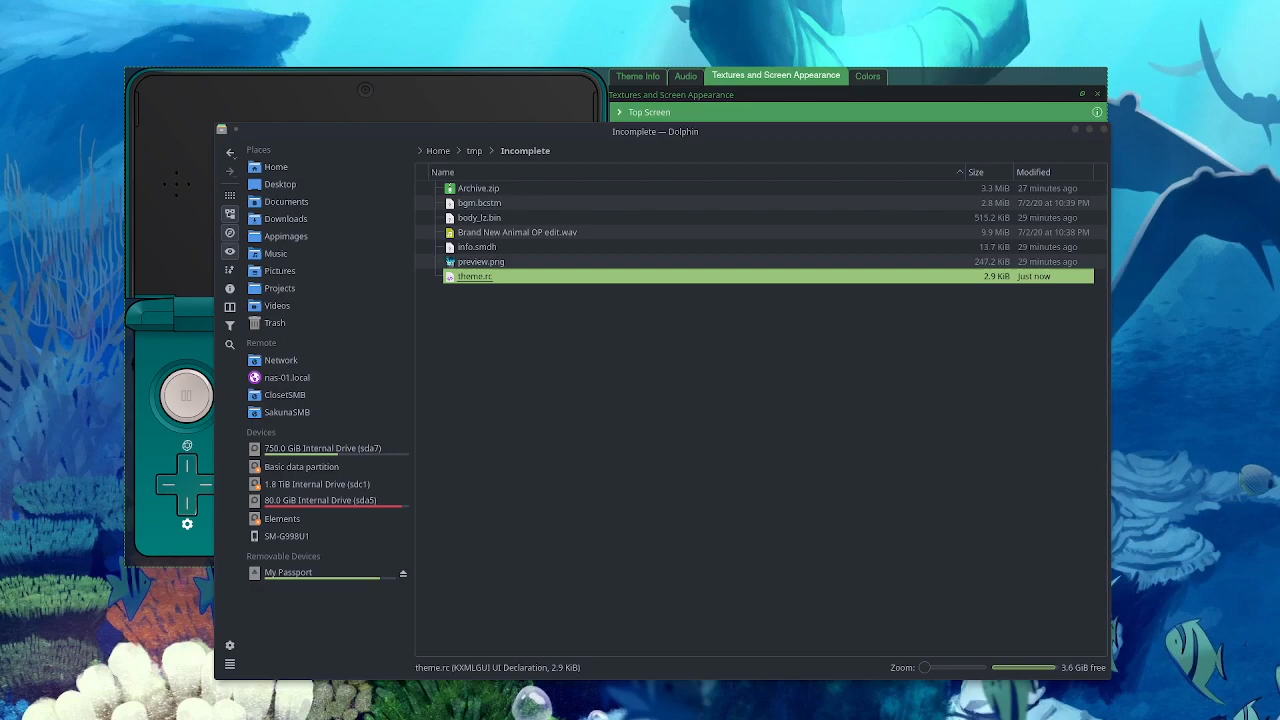 Theme Info Audio Textures and Screen Appearance Colors
Textures and Screen Appearance
Top Screen
Incomplete — Dolphin
Places
Home
Desktop
Documents
Downloads
Appimages
Music
Pictures
Projects
Videos
Trash
Remote
Network
nas-01.local
ClosetSMB
SakunaSMB
Devices
750.0 GiB Internal Drive (sda7)
Basic data partition
1.8 TiB Internal Drive (sdc1)
80.0 GiB Internal Drive (sda5)
Elements
SM-G998U1
Removable Devices
My Passport
Home tmp Incomplete
Name Size Modified
Archive.zip 3.3 MiB 27 minutes ago
bgm.bcstm 2.8 MiB 7/2/20 at 10:39 PM
body_lz.bin 515.2 KiB 29 minutes ago
Brand New Animal OP edit.wav 9.9 MiB 7/2/20 at 10:38 PM
info.smdh 13.7 KiB 29 minutes ago
preview.png 247.2 KiB 29 minutes ago
theme.rc 2.9 KiB Just now
theme.rc (KXMLGUI UI Declaration, 2.9 KiB) Zoom: 3.6 GiB free